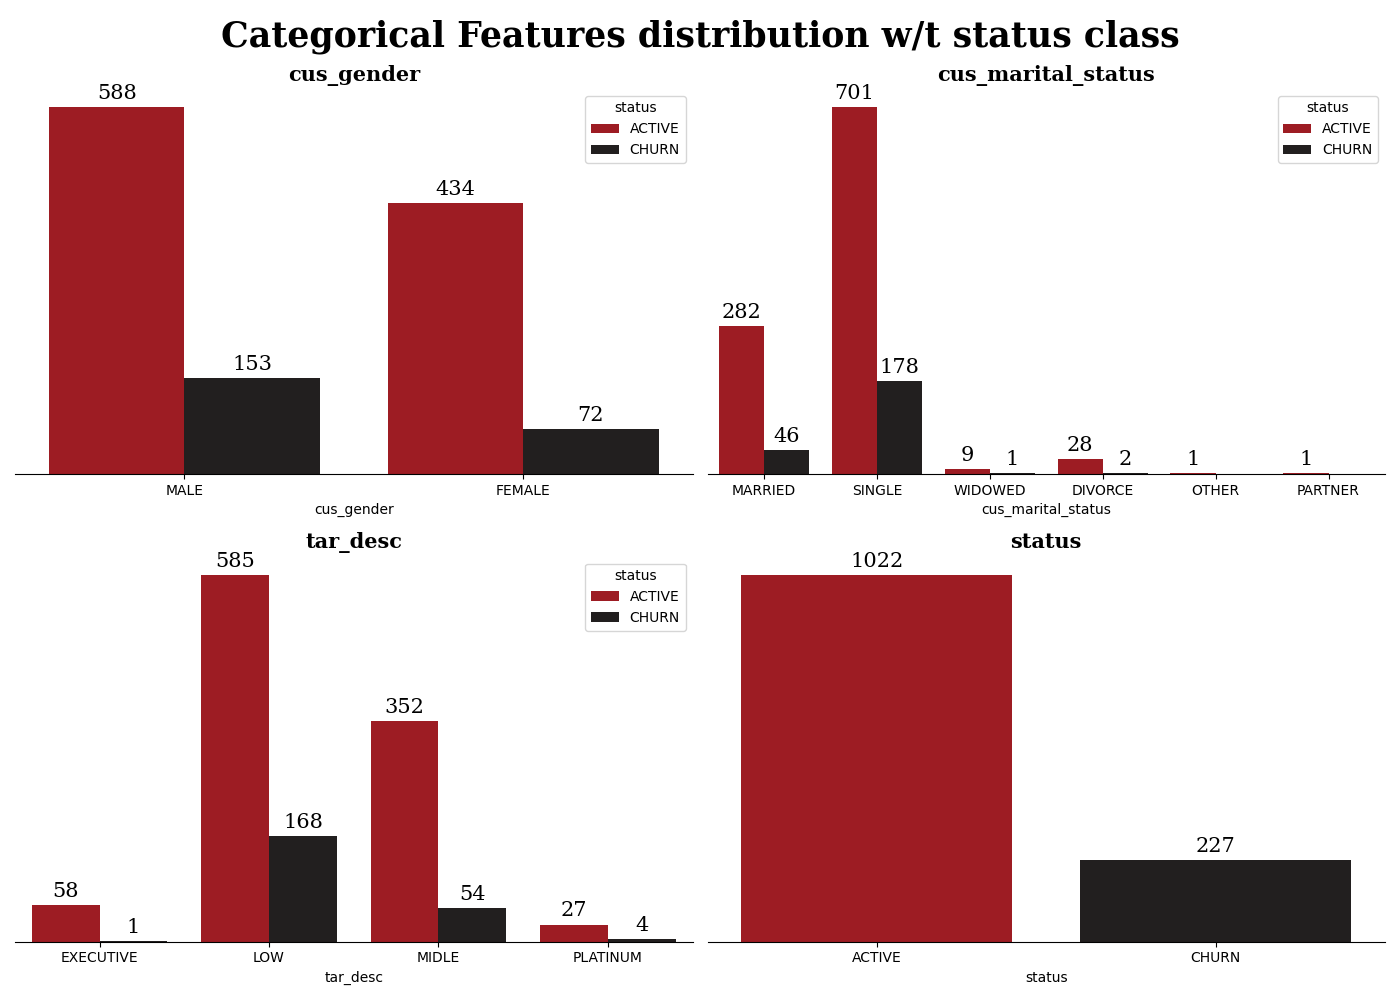 Categorical Features distribution w/t status class
cus_gender
588
153
434
72
status
ACTIVE
CHURN
MALE
FEMALE
cus_gender
cus_marital_status
282
46
701
178
9
1
28
2
1
1
status
ACTIVE
CHURN
MARRIED
SINGLE
WIDOWED
DIVORCE
OTHER
PARTNER
cus_marital_status
tar_desc
58
1
585
168
352
54
27
4
status
ACTIVE
CHURN
EXECUTIVE
LOW
MIDLE
PLATINUM
tar_desc
status
1022
227
ACTIVE
CHURN
status